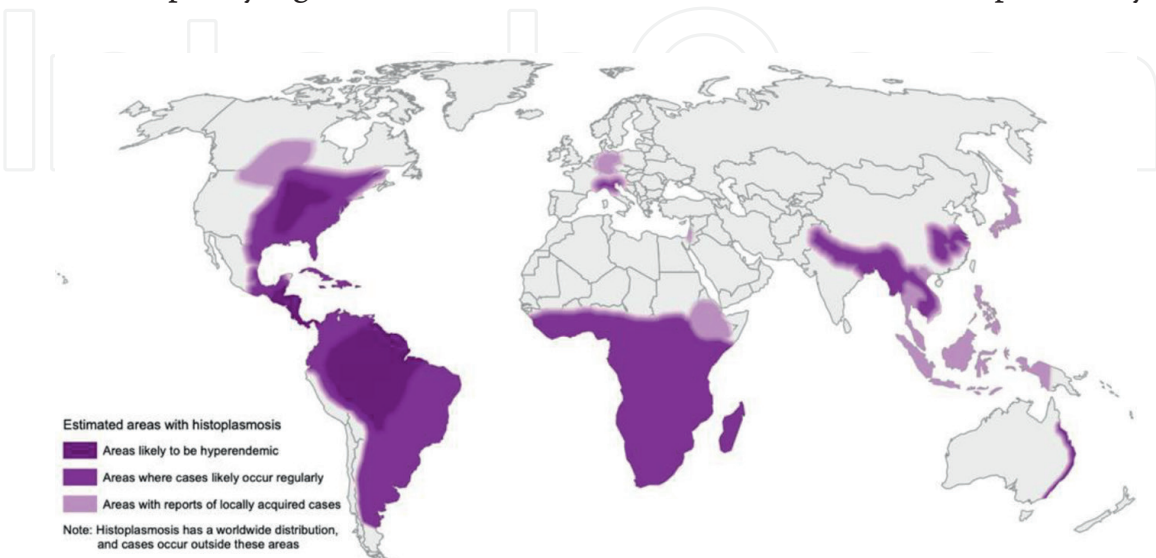 Estimated areas with histoplasmosis
Areas likely to be hyperendemic
Areas where cases likely occur regularly
Areas with reports of locally acquired cases
Note: Histoplasmosis has a worldwide distribution,
and cases occur outside these areas